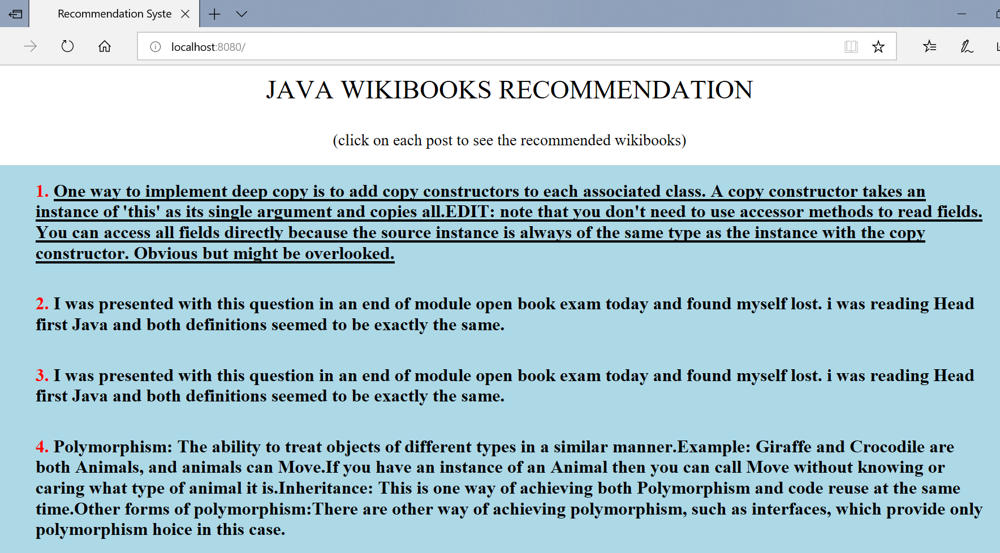 Recommendation Syste
localhost:8080/
JAVA WIKIBOOKS RECOMMENDATION
(click on each post to see the recommended wikibooks)
1. One way to implement deep copy is to add copy constructors to each associated class. A copy constructor takes an
instance of 'this' as its single argument and copies all.EDIT: note that you don't need to use accessor methods to read fields.
You can access all fields directly because the source instance is always of the same type as the instance with the copy
constructor. Obvious but might be overlooked.
2. I was presented with this question in an end of module open book exam today and found myself lost. i was reading Head
first Java and both definitions seemed to be exactly the same.
3. I was presented with this question in an end of module open book exam today and found myself lost. i was reading Head
first Java and both definitions seemed to be exactly the same.
4. Polymorphism: The ability to treat objects of different types in a similar manner.Example: Giraffe and Crocodile are
both Animals, and animals can Move.If you have an instance of an Animal then you can call Move without knowing or
caring what type of animal it is.Inheritance: This is one way of achieving both Polymorphism and code reuse at the same
time.Other forms of polymorphism:There are other way of achieving polymorphism, such as interfaces, which provide only
polymorphism hoice in this case.